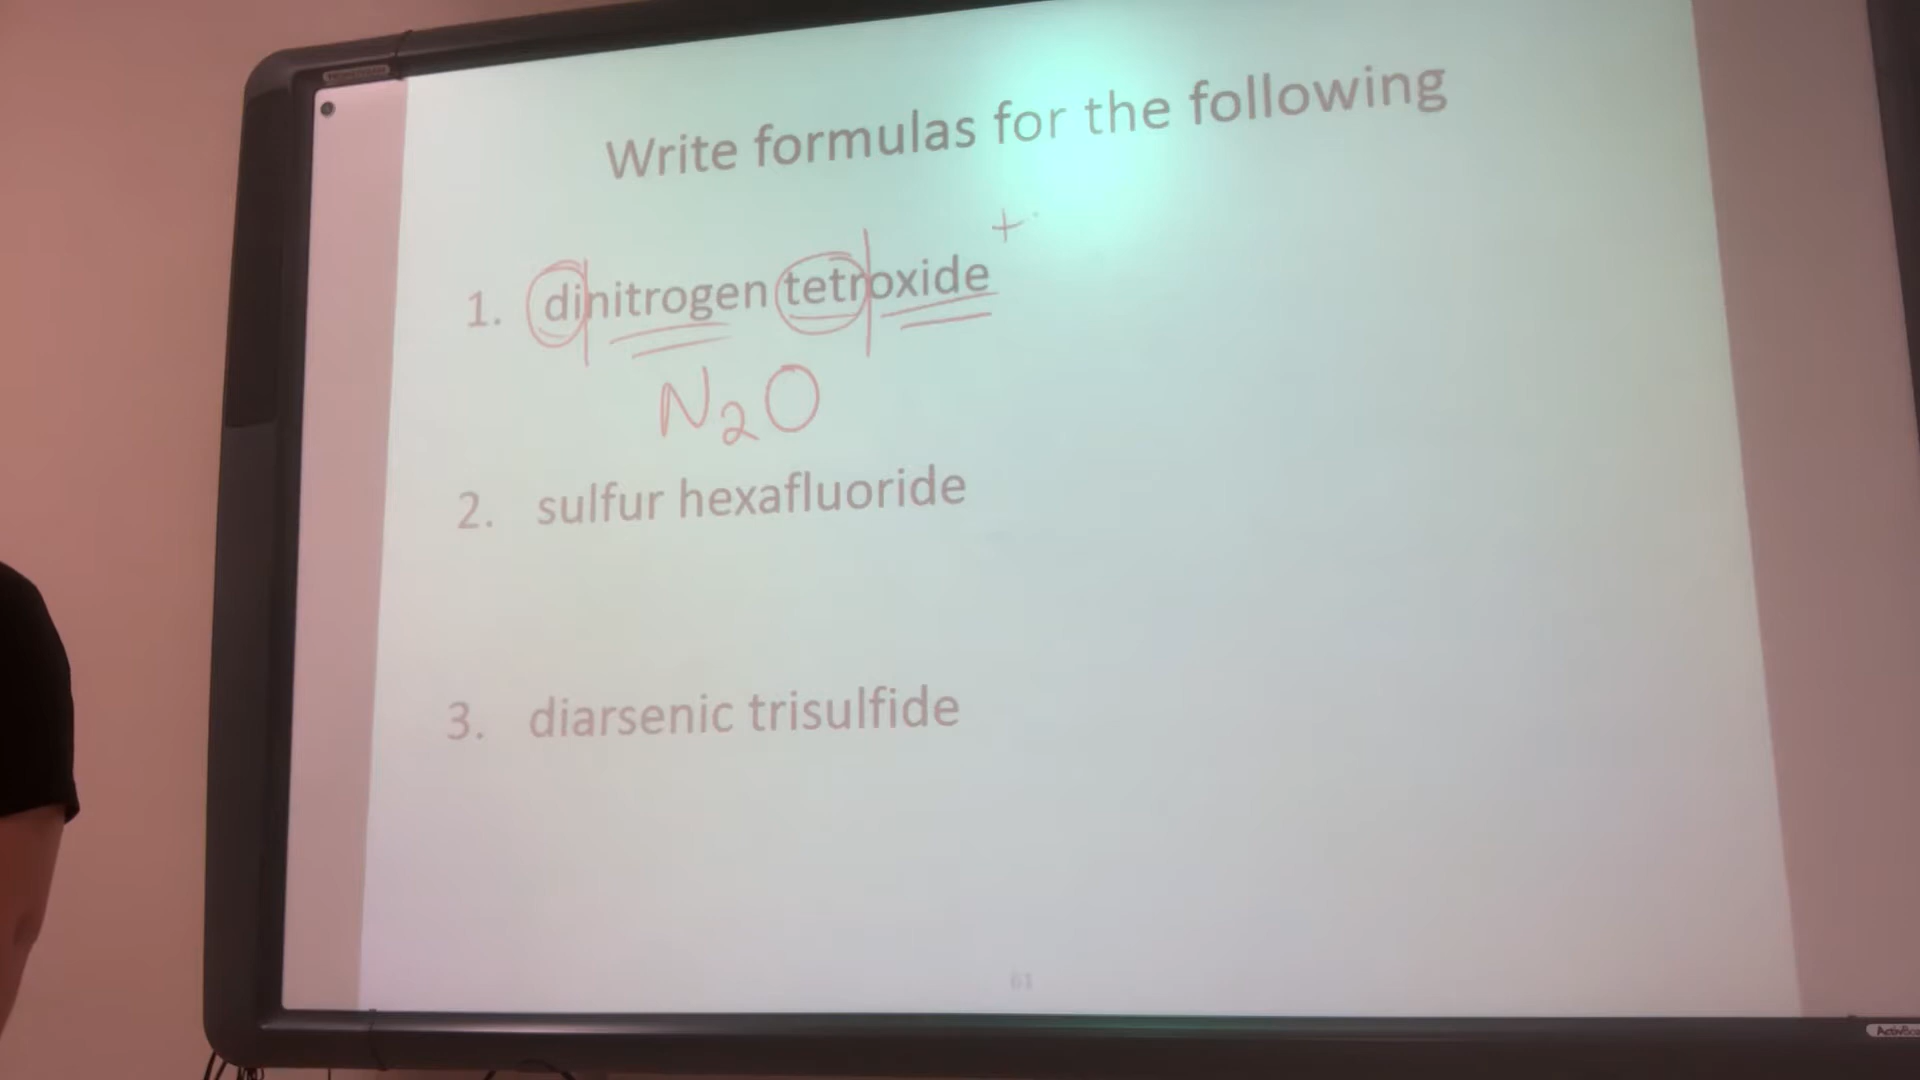 Write formulas for the following
+
1. dinitrogen tetroxide
N₂O
2. sulfur hexafluoride
3. diarsenic trisulfide
61